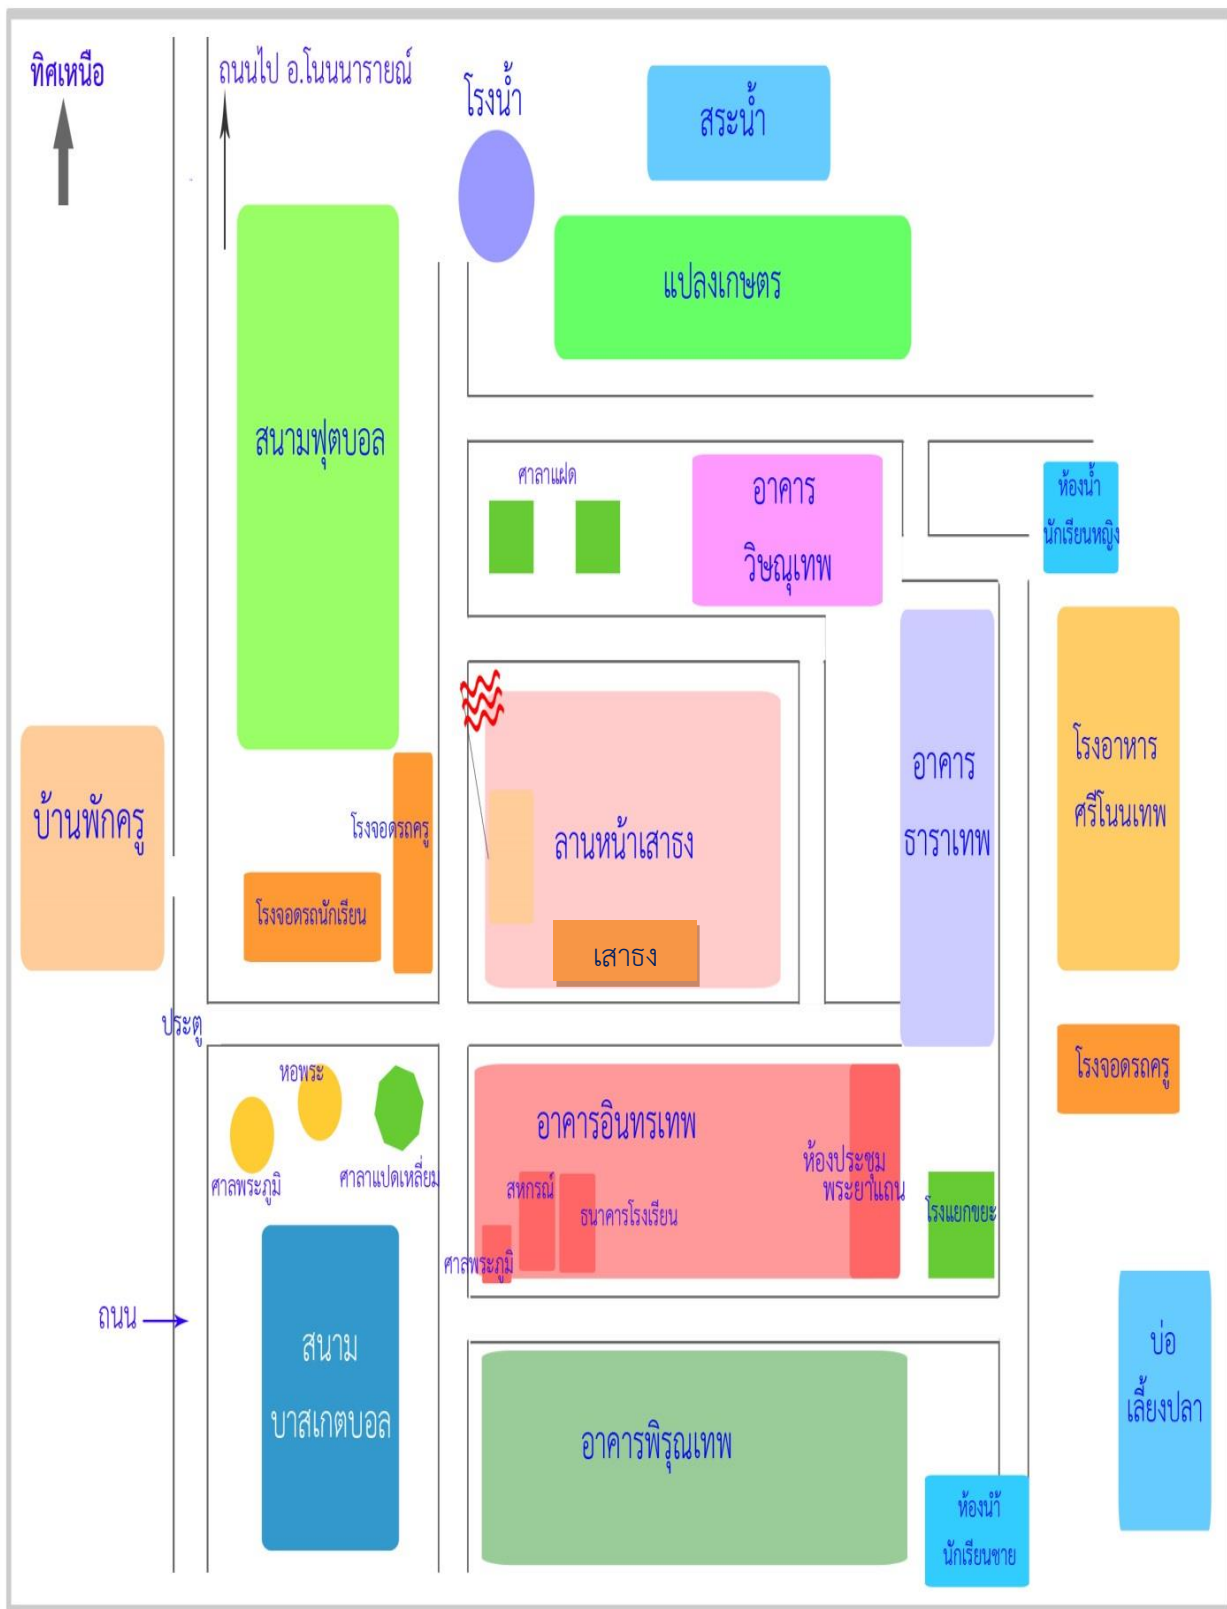 ทิศเหนือ
ถนนไป อ.โนนนารายณ์
โรงน้ำ
สระน้ำ
แปลงเกษตร
สนามฟุตบอล
ศาลาแฝด
อาคาร
วิษณุเทพ
ห้องน้ำ
นักเรียนหญิง
บ้านพักครู
โรงจอดรถครู
โรงจอดรถนักเรียน
ลานหน้าเสาธง
เสาธง
อาคาร
ธาราเทพ
โรงอาหาร
ศรีโนนเทพ
ประตู
หอพระ
ศาลพระภูมิ
ศาลาแปดเหลี่ยม
อาคารอินทรเทพ
สหกรณ์
ธนาคารโรงเรียน
ศาลพระภูมิ
ห้องประชุม
พระยาแถน
โรงแยกขยะ
โรงจอดรถครู
ถนน
สนาม
บาสเกตบอล
อาคารพิรุณเทพ
บ่อ
เลี้ยงปลา
ห้องน้ำ
นักเรียนชาย